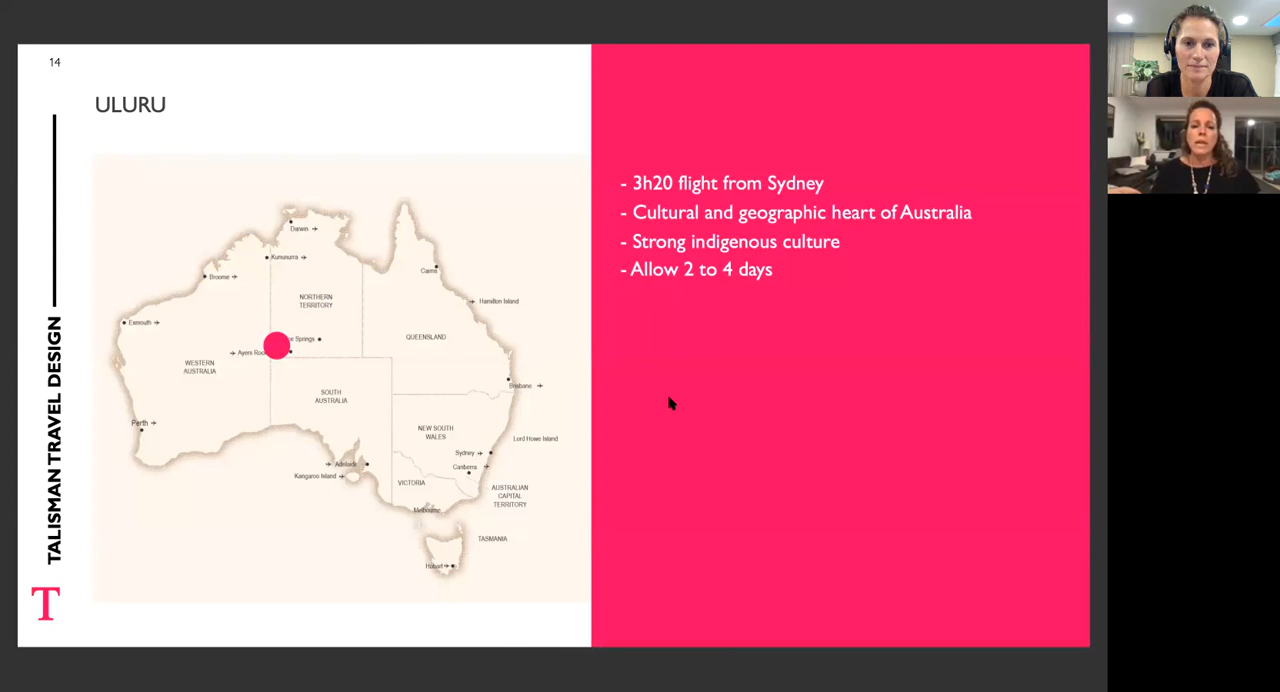 14
ULURU
TALISMAN TRAVEL DESIGN
T
Darwin
Kununurra
Broome
NORTHERN
TERRITORY
Cairns
Hamilton Island
Exmouth
Springs
QUEENSLAND
Ayers
WESTERN
AUSTRALIA
SOUTH
AUSTRALIA
Brisbane
Perth
NEW SOUTH
WALES
Lord Howe Island
Sydney
Adelaide
Canberra
Kangaroo Island
VICTORIA
AUSTRALIAN
CAPITAL
TERRITORY
Melbourne
TASMANIA
Hobart
- 3h20 flight from Sydney
- Cultural and geographic heart of Australia
- Strong indigenous culture
- Allow 2 to 4 days